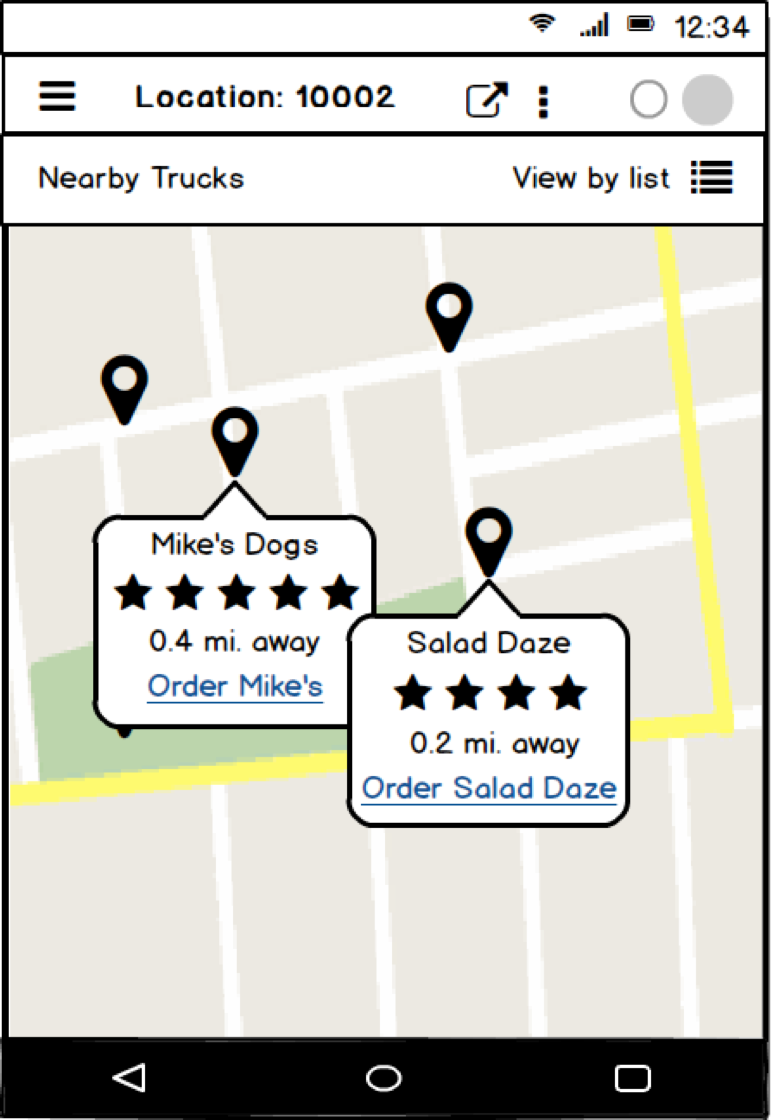 12:34
Location: 10002
Nearby Trucks
View by list
Mike's Dogs
0.4 mi. away
Order Mike's
Salad Daze
0.2 mi. away
Order Salad Daze